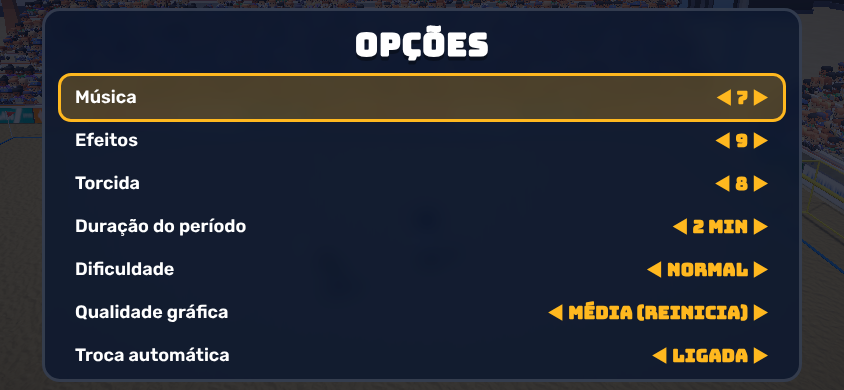 OPÇÕES
Música ◀ 7 ▶
Efeitos ◀ 9 ▶
Torcida ◀ 8 ▶
Duração do período ◀ 2 MIN ▶
Dificuldade ◀ NORMAL ▶
Qualidade gráfica ◀ MÉDIA (REINICIA) ▶
Troca automática ◀ LIGADA ▶